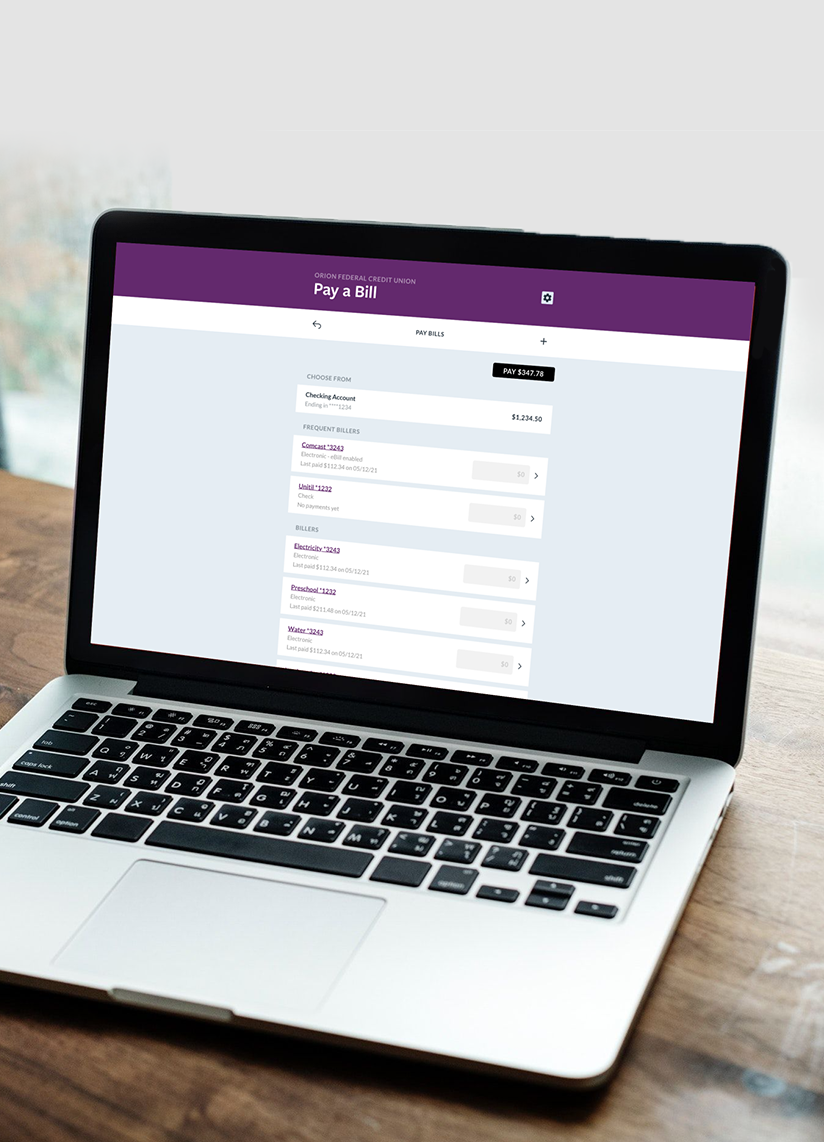 ORION FEDERAL CREDIT UNION
Pay a Bill
PAY BILLS
PAY $347.78
CHOOSE FROM
Checking Account
Ending in ****1234
$1,234.50
FREQUENT BILLERS
Comcast *3243
Electronic - eBill enabled
Last paid $112.34 on 05/12/21
$0
Unitil *1232
Check
No payments yet
$0
BILLERS
Electricity *3243
Electronic
Last paid $112.34 on 05/12/21
$0
Preschool *1232
Electronic
Last paid $211.48 on 05/12/21
$0
Water *3243
Electronic
Last paid $112.34 on 05/12/21
$0
esc
tab Q W E R T Y U I O P
caps lock A S D F G H J K L
shift Z X C V B N M shift
control option option
delete